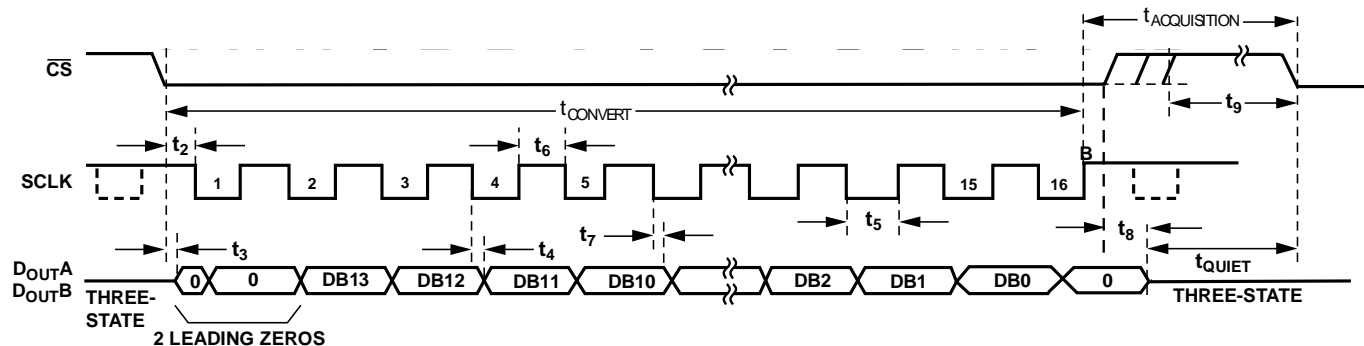 tACQUISITION
CS
tCONVERT
t9
t2
t6
B
SCLK
1
2
3
4
5
15
16
t3
t4
t7
t5
t8
tQUIET
DOUTA
DOUTB
0
0
DB13
DB12
DB11
DB10
DB2
DB1
DB0
0
THREE-
STATE
THREE-STATE
2 LEADING ZEROS